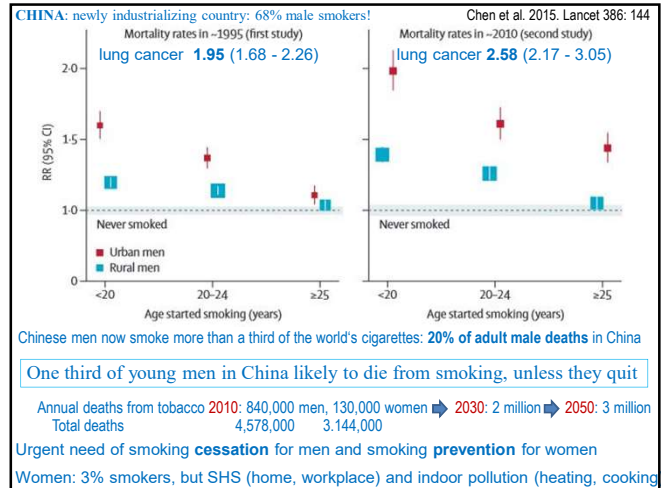 CHINA: newly industrializing country: 68% male smokers!
Chen et al. 2015. Lancet 386: 144
Mortality rates in ~1995 (first study)
lung cancer 1.95 (1.68 - 2.26)
Mortality rates in ~2010 (second study)
lung cancer 2.58 (2.17 - 3.05)
RR (95% CI)
2·0
1·5
1·0
0
Never smoked
Urban men
Rural men
<20
20–24
≥25
Age started smoking (years)
Never smoked
<20
20–24
≥25
Age started smoking (years)
Chinese men now smoke more than a third of the world's cigarettes: 20% of adult male deaths in China
One third of young men in China likely to die from smoking, unless they quit
Annual deaths from tobacco 2010: 840,000 men, 130,000 women 2030: 2 million 2050: 3 million
Total deaths 4,578,000 3.144,000
Urgent need of smoking cessation for men and smoking prevention for women
Women: 3% smokers, but SHS (home, workplace) and indoor pollution (heating, cooking